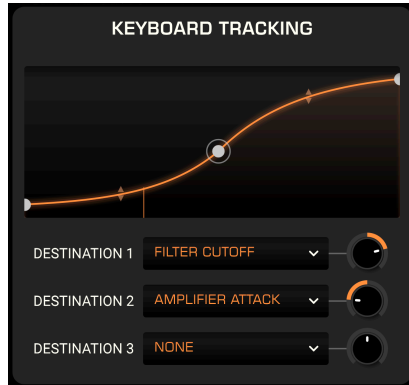 KEYBOARD TRACKING
DESTINATION 1 FILTER CUTOFF
DESTINATION 2 AMPLIFIER ATTACK
DESTINATION 3 NONE